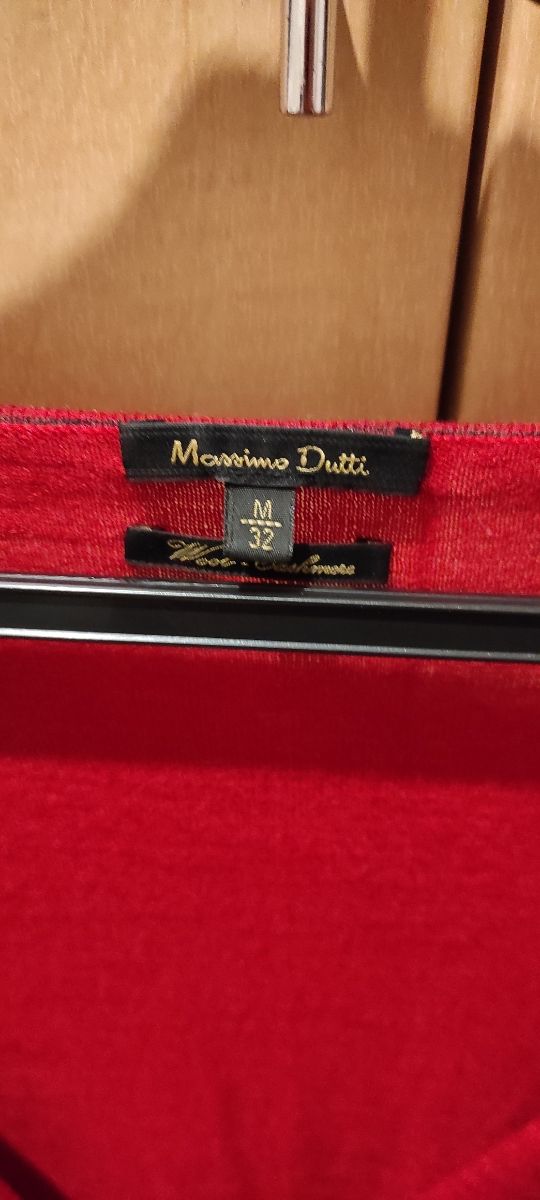 Massimo Dutti
M
32
Wool - Cashmere